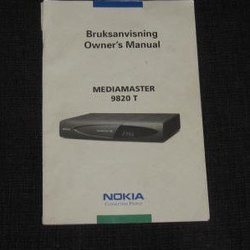 Bruksanvisning
Owner's Manual
MEDIAMASTER
9820 T
NOKIA